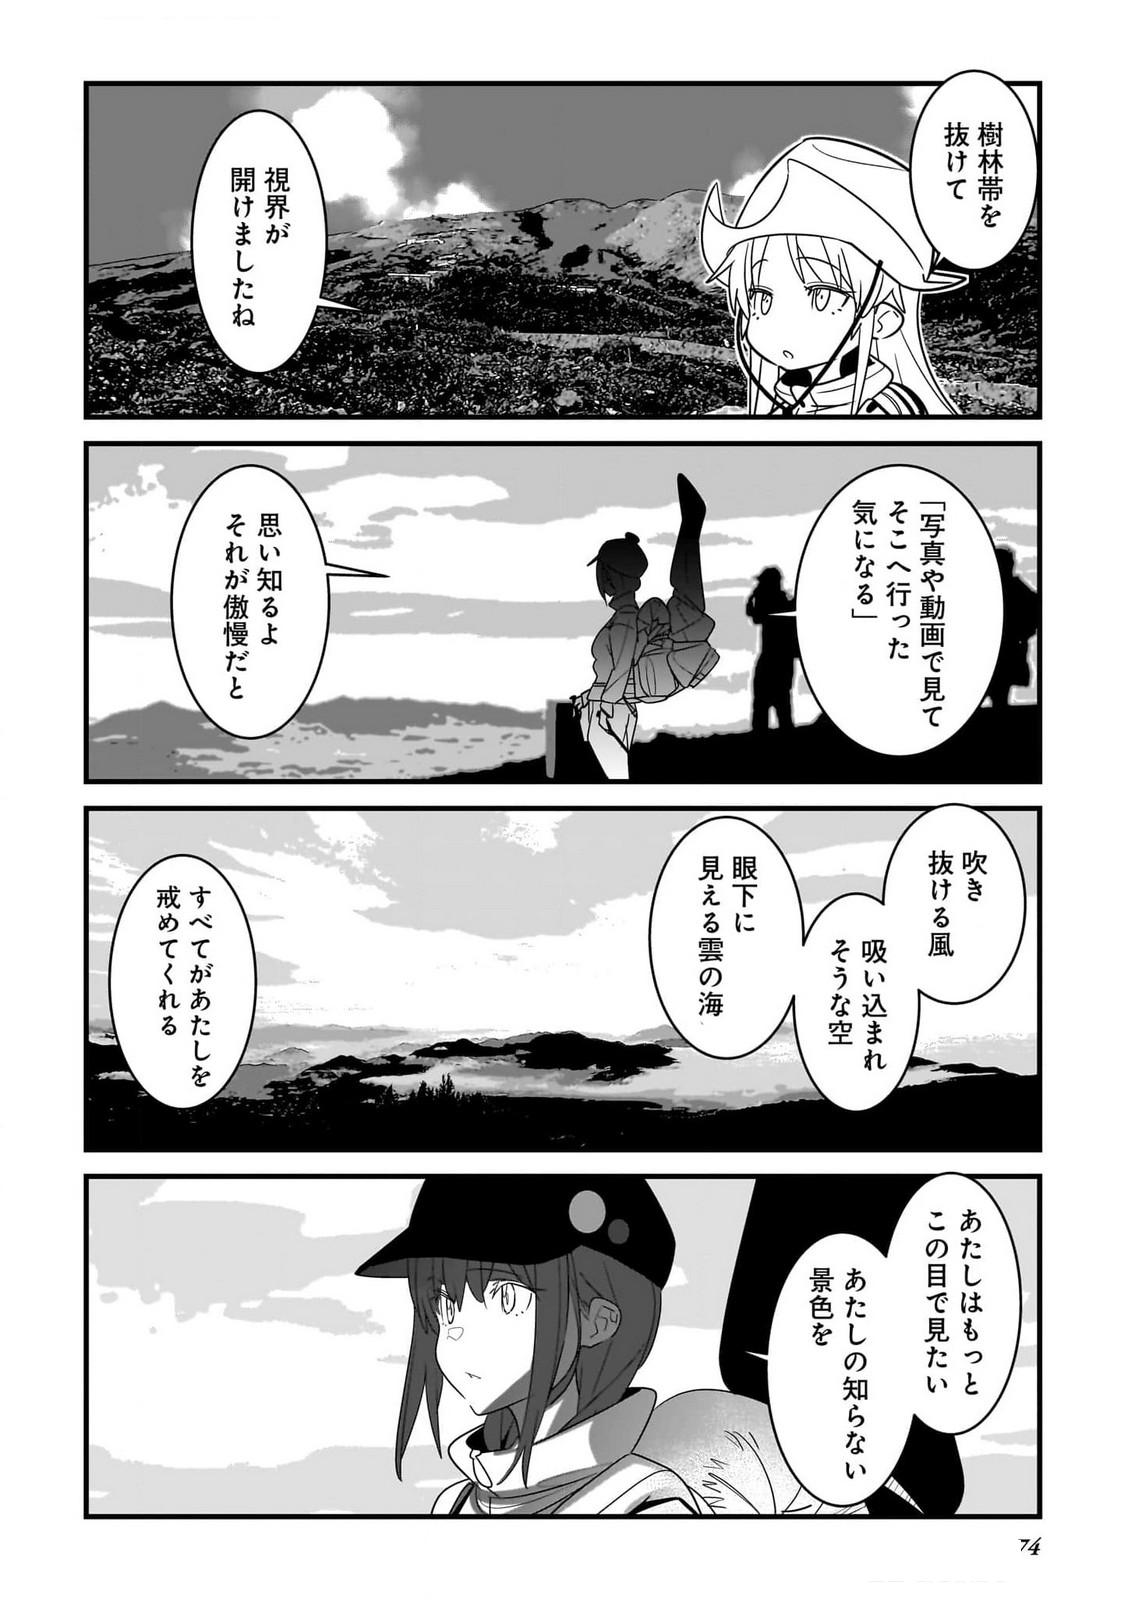 樹林帯を
抜けて
視界が
開けましたね
「写真や動画で見て
そこへ行った
気になる」
思い知るよ
それが傲慢だと
吹き
抜ける風
吸い込まれ
そうな空
眼下に
見える雲の海
すべてがあたしを
戒めてくれる
あたしはもっと
この目で見たい
あたしの知らない
景色を
74